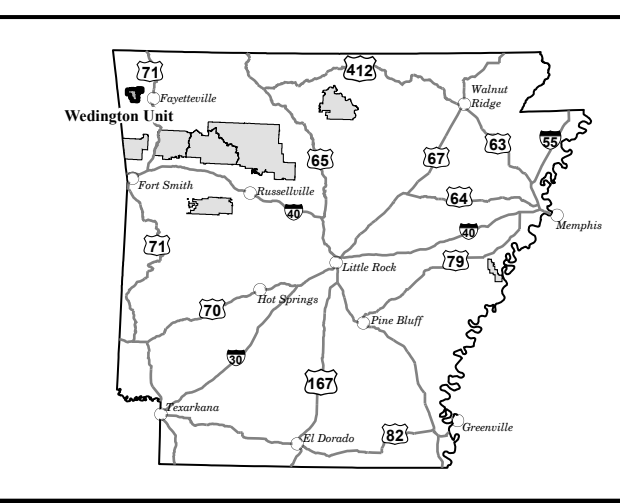 71
412
Walnut
Ridge
Fayetteville
Wedington Unit
55
63
67
65
Fort Smith
Russellville
64
40
40
Memphis
71
79
Little Rock
Hot Springs
70
Pine Bluff
30
167
Texarkana
Greenville
82
El Dorado